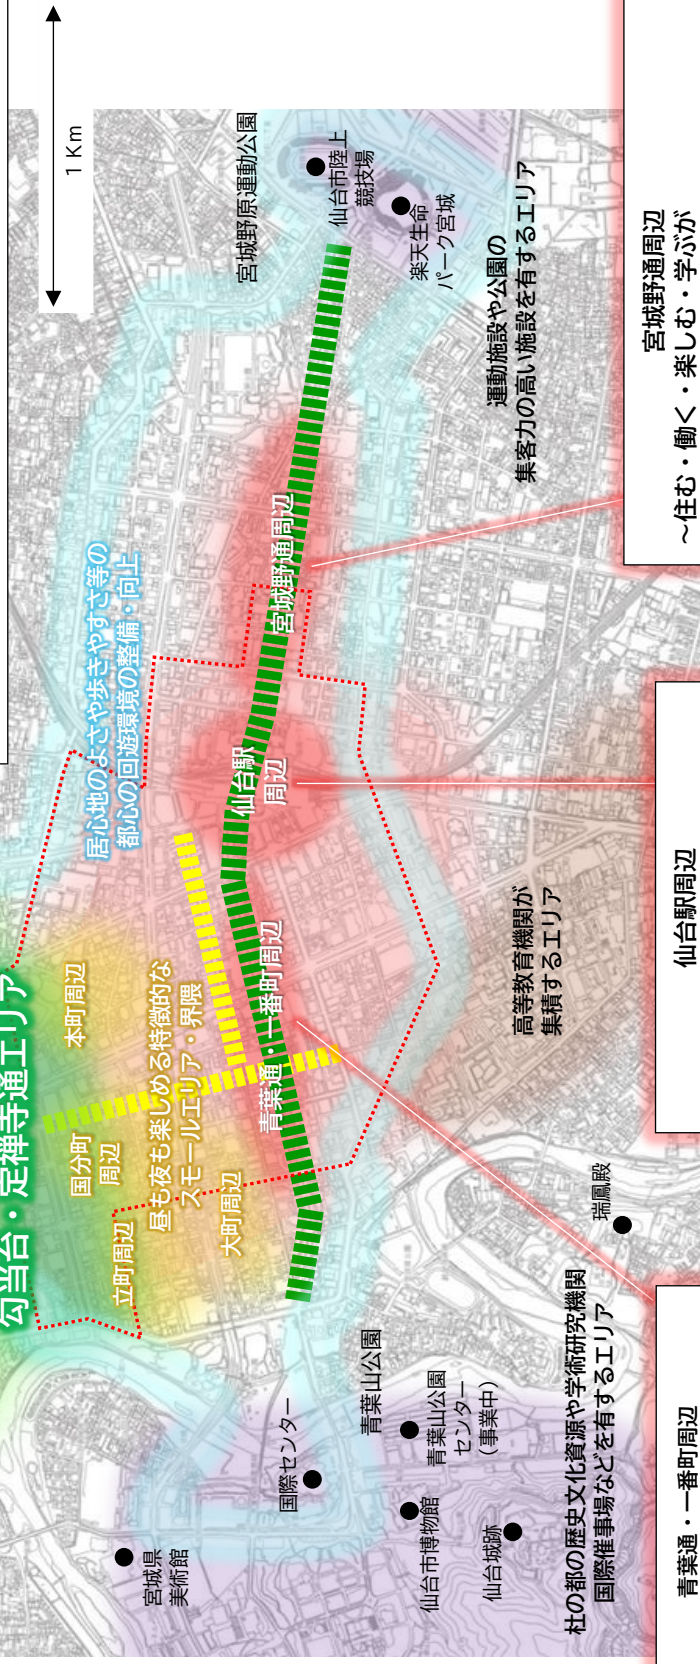 1Km
宮城野原運動公園
仙台市陸上
競技場
楽天生命
パーク宮城
運動施設や公園の
集客力の高い施設を有するエリア
宮城野通周辺
～住む・働く・楽しむ・学ぶが
居心地のよさや歩きやすさ等の
都心の回遊環境の整備・向上
宮城野通周辺
仙台駅
周辺
仙台駅周辺
勾当台・定禅寺通エリア
本町周辺
国分町
周辺
立町周辺
昼も夜も楽しめる特徴的な
スモールエリア・界隈
大町周辺
青葉通・一番町周辺
高等教育機関が
集積するエリア
瑞鳳殿
宮城県
美術館
国際センター
青葉山公園
青葉山公園
センター
（事業中）
仙台市博物館
仙台城跡
杜の都の歴史文化資源や学術研究機関
国際催事場などを有するエリア
青葉通・一番町周辺